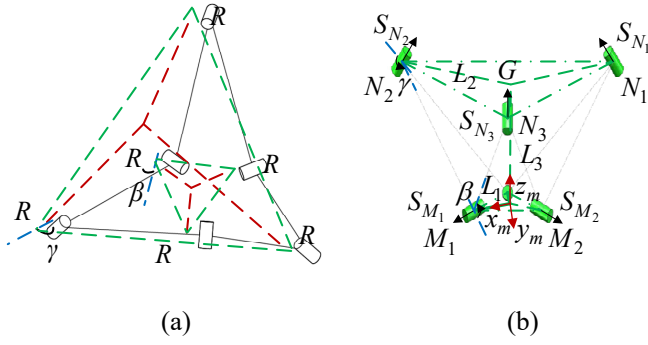 R
R
β
R
R
γ
R
R
(a)
S_{N_2}
S_{N_1}
N_2
γ
L_2
G
N_1
S_{N_3}
N_3
L_3
S_{M_1}
β
L_1
z_m
S_{M_2}
M_1
x_m
y_m
M_2
(b)